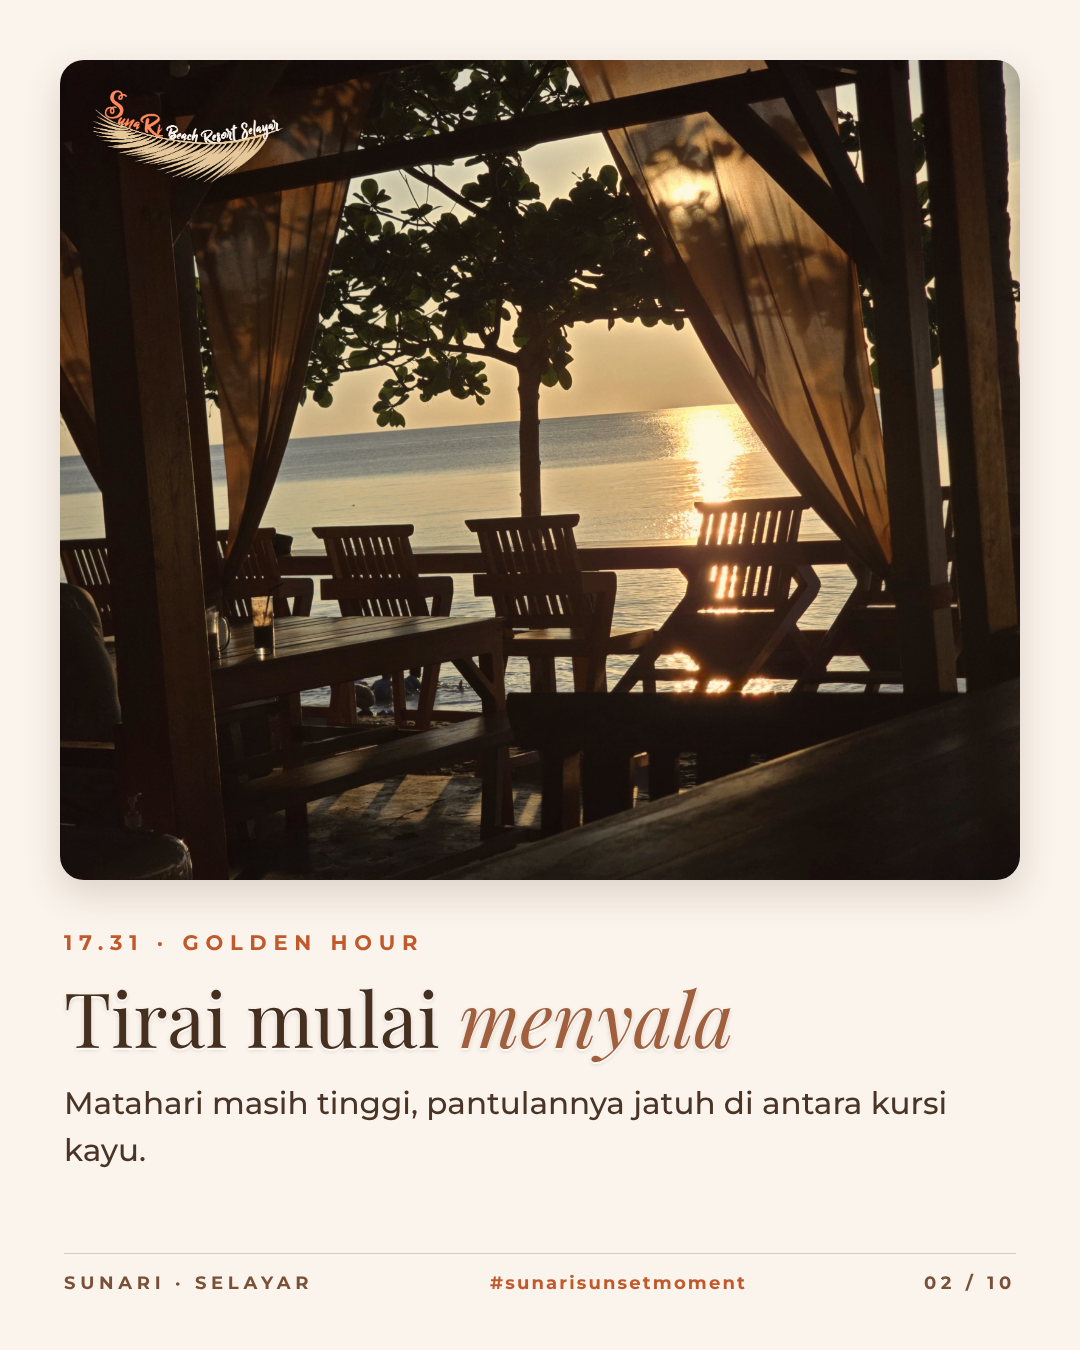 SunaRi Beach Resort Selayar
17.31 · GOLDEN HOUR
Tirai mulai menyala
Matahari masih tinggi, pantulannya jatuh di antara kursi
kayu.
SUNARI · SELAYAR
#sunarisunsetmoment
02 / 10